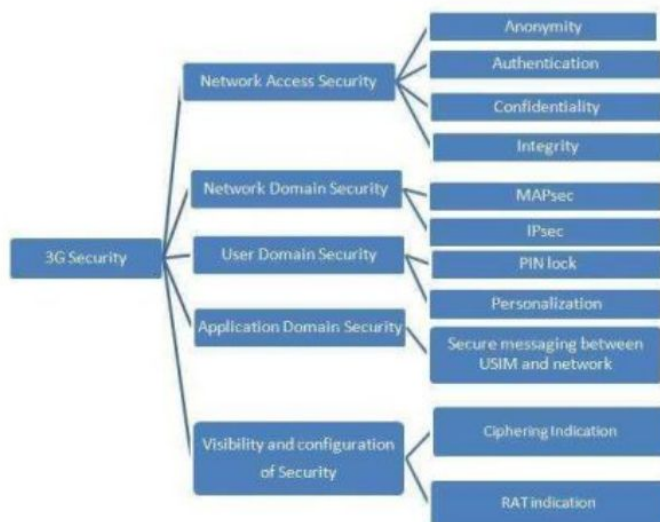 Anonymity
Authentication
Network Access Security
Confidentiality
Integrity
Network Domain Security
MAPsec
IPsec
3G Security
User Domain Security
PIN lock
Personalization
Application Domain Security
Secure messaging between
USIM and network
Visibility and configuration
of Security
Ciphering Indication
RAT indication